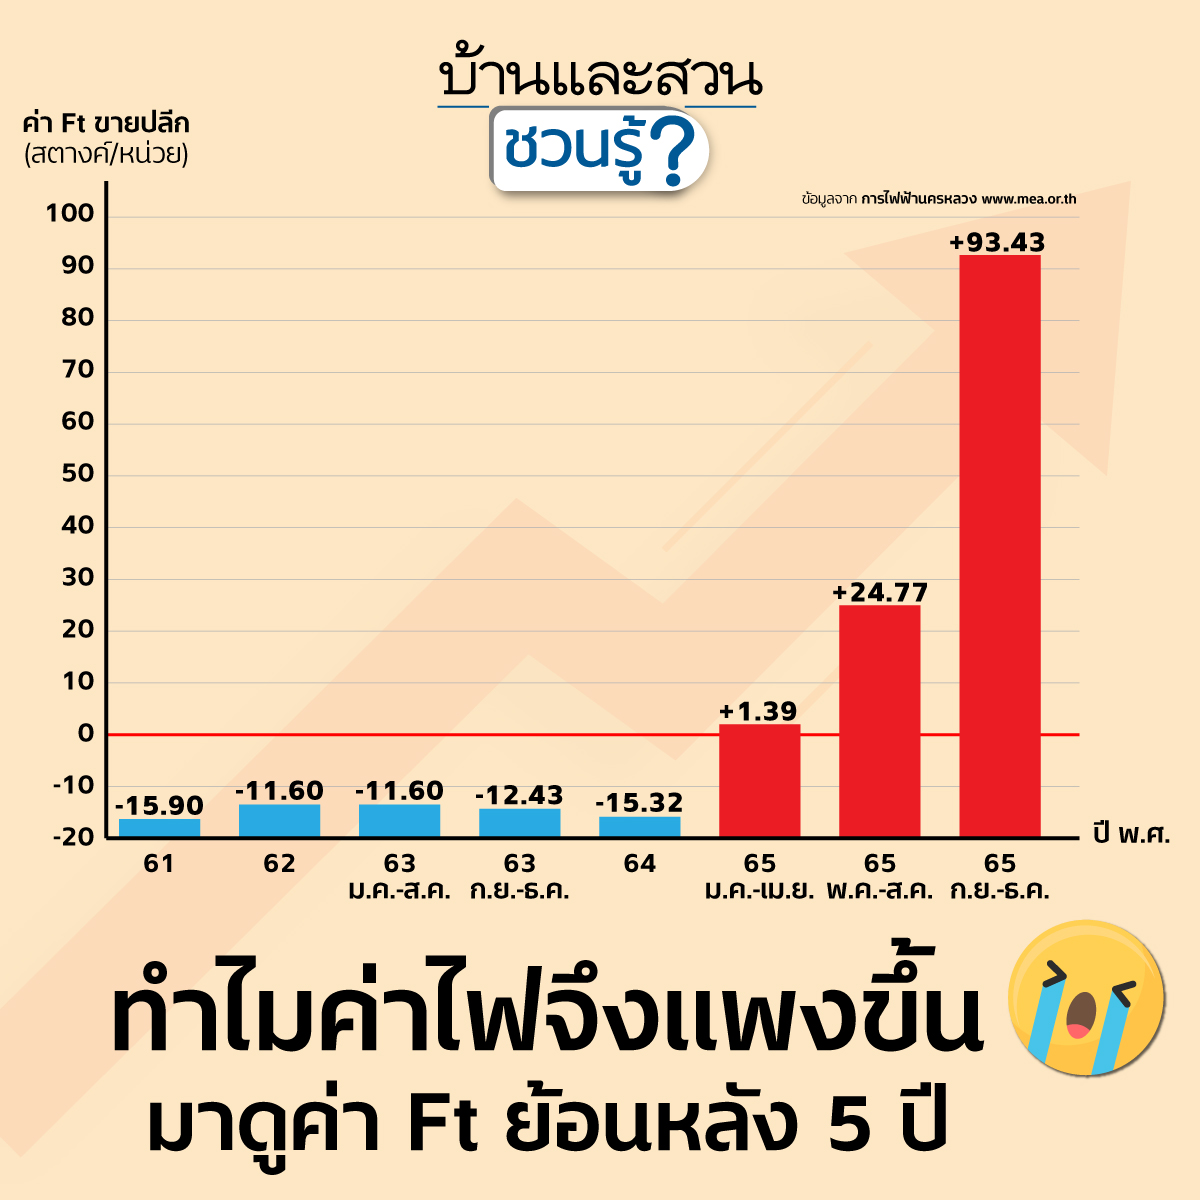 บ้านและสวน
ชวนรู้?
ค่า Ft ขายปลีก
(สตางค์/หน่วย)
ข้อมูลจาก การไฟฟ้านครหลวง www.mea.or.th
100
90
80
70
60
50
40
30
20
10
0
-10
-20
-15.90
-11.60
-11.60
-12.43
-15.32
+1.39
+24.77
+93.43
ปี พ.ศ.
61
62
63
ม.ค.-ส.ค.
63
ก.ย.-ธ.ค.
64
65
ม.ค.-เม.ย.
65
พ.ค.-ส.ค.
65
ก.ย.-ธ.ค.
ทำไมค่าไฟจึงแพงขึ้น
มาดูค่า Ft ย้อนหลัง 5 ปี